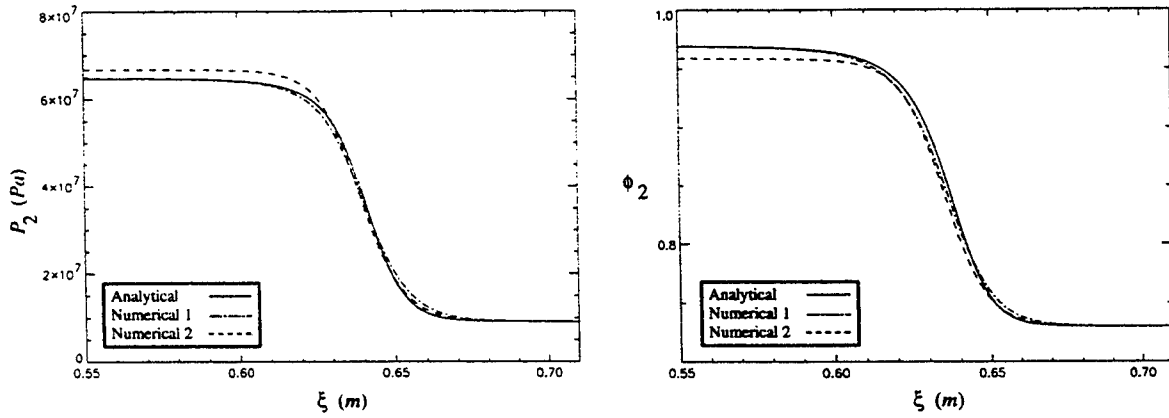 8×10⁷
6×10⁷
4×10⁷
2×10⁷
0
P₂ (Pa)
Analytical
Numerical 1
Numerical 2
0.55
0.60
0.65
0.70
ξ (m)
1.0
0.8
ϕ₂
Analytical
Numerical 1
Numerical 2
0.55
0.60
0.65
0.70
ξ (m)